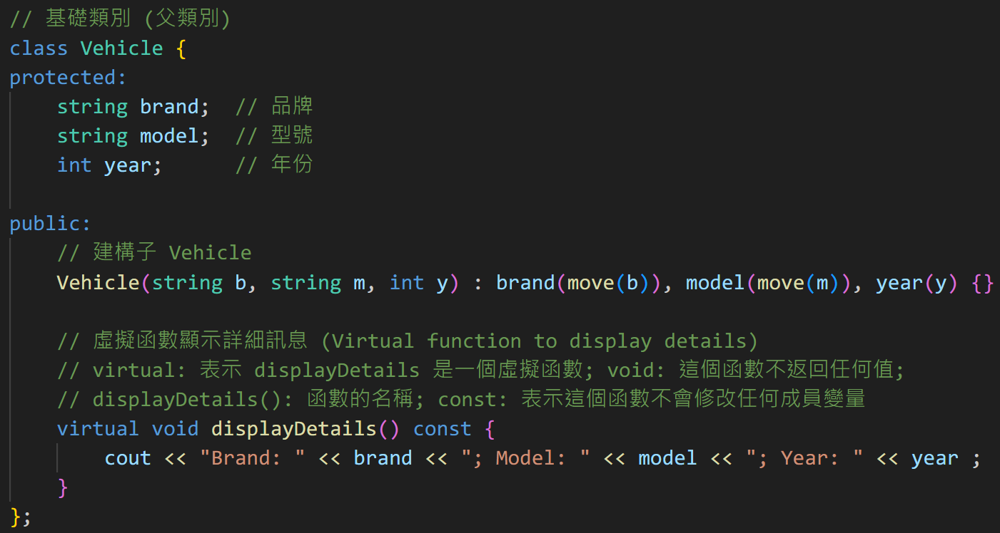 // 基礎類別 (父類別)
class Vehicle {
protected:
    string brand;  // 品牌
    string model;  // 型號
    int year;      // 年份

public:
    // 建構子 Vehicle
    Vehicle(string b, string m, int y) : brand(move(b)), model(move(m)), year(y) {}

    // 虛擬函數顯示詳細訊息 (Virtual function to display details)
    // virtual: 表示 displayDetails 是一個虛擬函數; void: 這個函數不返回任何值;
    // displayDetails(): 函數的名稱; const: 表示這個函數不會修改任何成員變量
    virtual void displayDetails() const {
        cout << "Brand: " << brand << "; Model: " << model << "; Year: " << year ;
    }
};